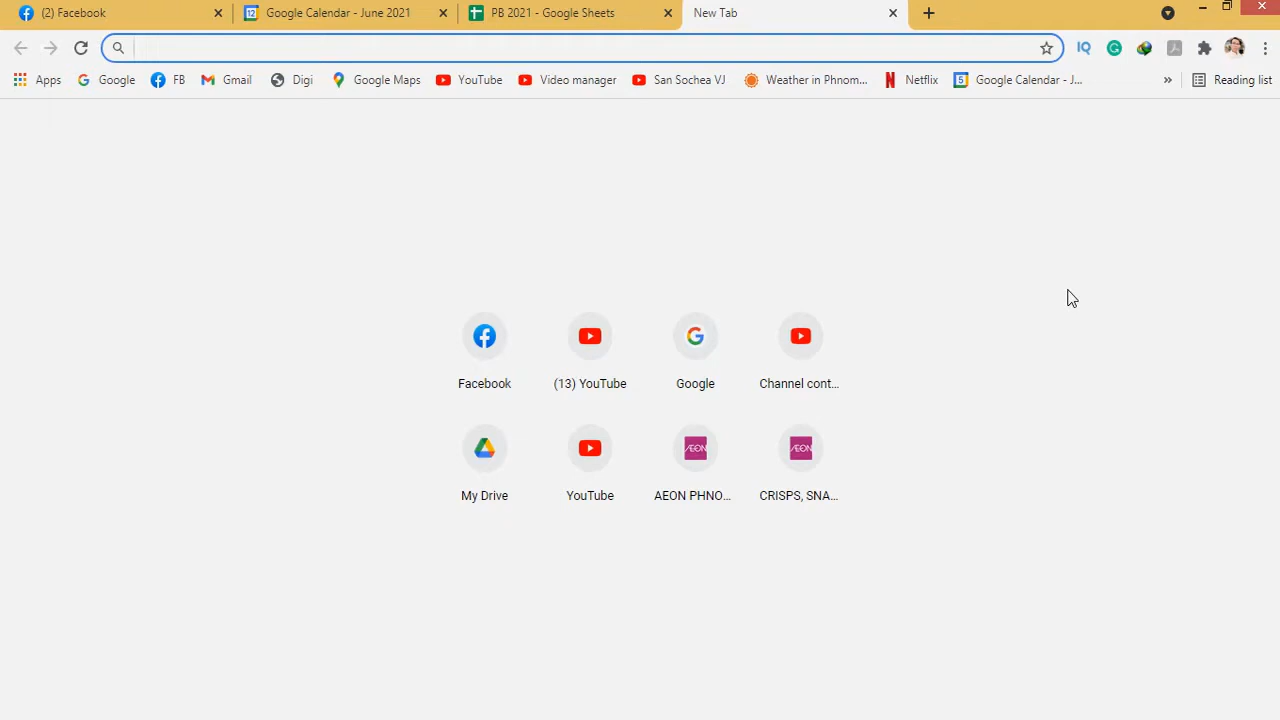 (2) Facebook
Google Calendar - June 2021
PB 2021 - Google Sheets
New Tab
Apps
Google
FB
Gmail
Digi
Google Maps
YouTube
Video manager
San Sochea VJ
Weather in Phnom...
Netflix
Google Calendar - J...
Reading list
Facebook
(13) YouTube
Google
Channel cont...
My Drive
YouTube
AEON PHNO...
CRISPS, SNA...